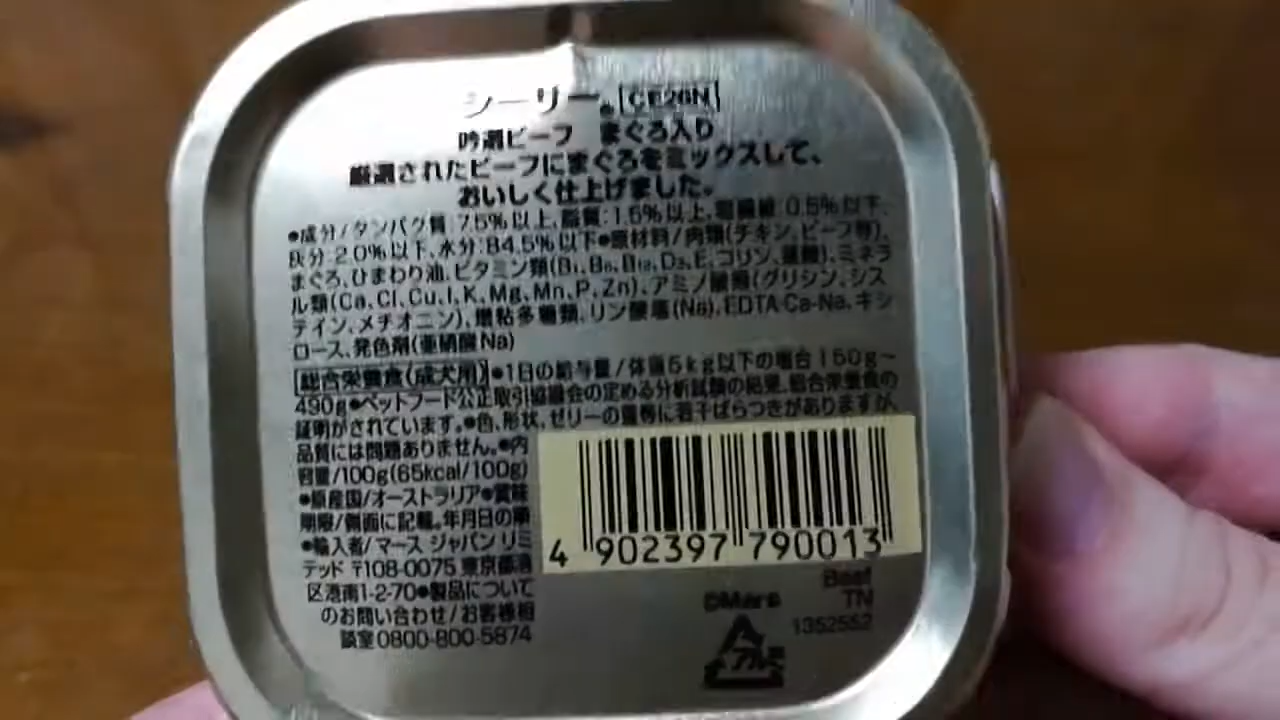 シーザー® [CE26N]
吟選ビーフ まぐろ入り
厳選されたビーフにまぐろをミックスして、
おいしく仕上げました。
●成分/タンパク質:7.5%以上、脂質:1.5%以上、粗繊維:0.5%以下、
灰分:2.0%以下、水分:84.5%以下●原材料/肉類(チキン、ビーフ等)、
まぐろ、ひまわり油、ビタミン類(B1、B6、B12、D3、E、コリン、葉酸)、ミネラ
ル類(Ca、Cl、Cu、I、K、Mg、Mn、P、Zn)、アミノ酸類(グリシン、シス
テイン、メチオニン)、増粘多糖類、リン酸塩(Na)、EDTA-Ca-Na、キシ
ロース、発色剤(亜硝酸Na)
[総合栄養食(成犬用)]●1日の給与量/体重5kg以下の場合150g~
490g●ペットフード公正取引協議会の定める分析試験の結果、総合栄養食の
証明がされています。●色、形状、ゼリーの量等に若干ばらつきがありますが、
品質には問題ありません。●内
容量/100g(65kcal/100g)
●原産国/オーストラリア●賞味
期限/側面に記載。年月日の順
●輸入者/マース ジャパン リミ
テッド 〒108-0075 東京都港
区港南1-2-70●製品について
のお問い合わせ/お客様相
談室0800-800-5874
4 902397 790013
©Mars
Beef
TN
1352552
アルミ